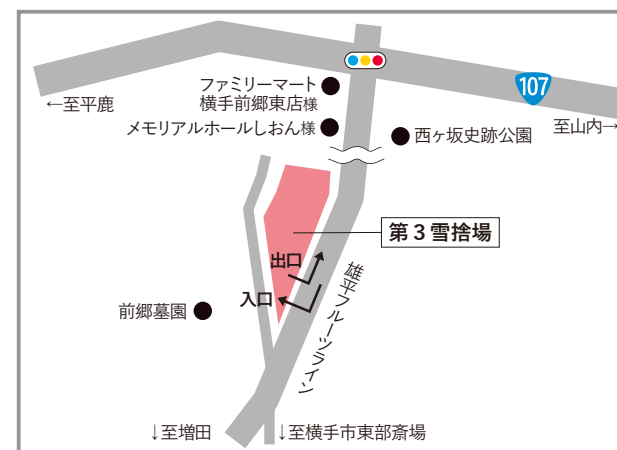 107
←至平鹿
ファミリーマート
横手前郷東店様
メモリアルホールしおん様
西ヶ坂史跡公園
至山内→
第3雪捨場
出口
入口
雄平フルーツライン
前郷墓園
↓至増田
↓至横手市東部斎場